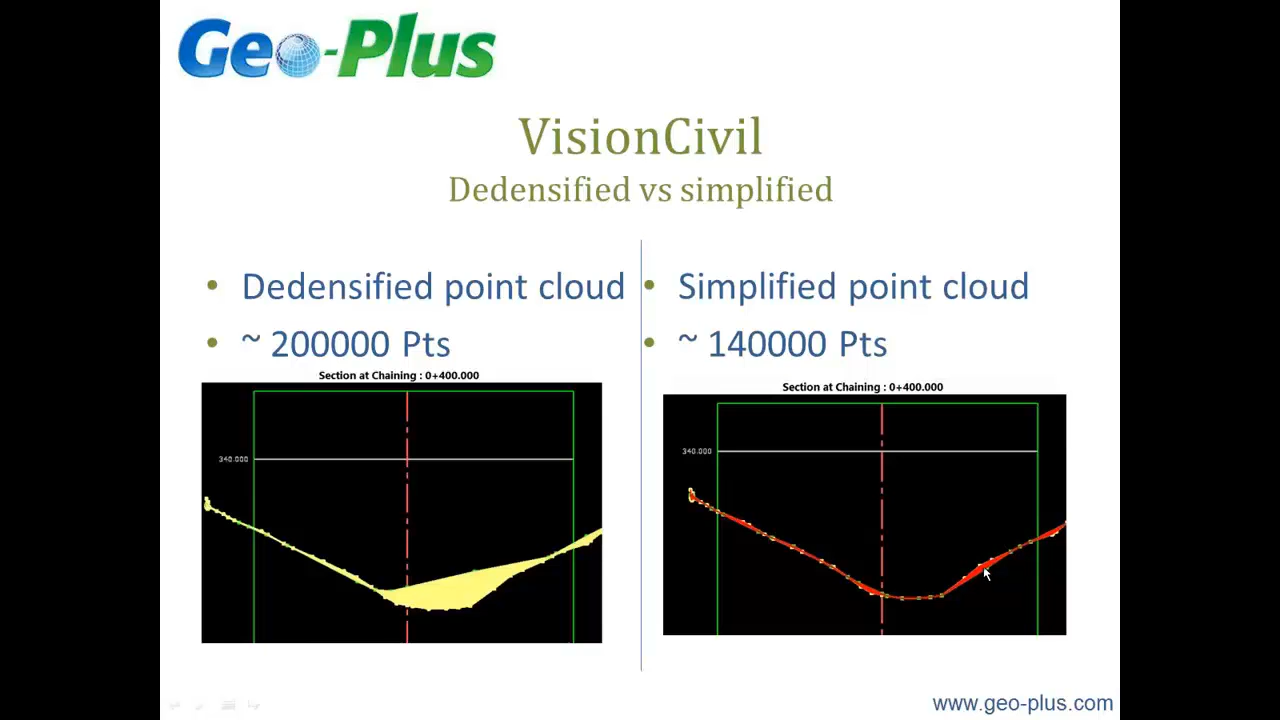 Geo-Plus
VisionCivil
Dedensified vs simplified
• Dedensified point cloud
• ~ 200000 Pts
Section at Chaining : 0+400.000
340.000
• Simplified point cloud
• ~ 140000 Pts
Section at Chaining : 0+400.000
340.000
www.geo-plus.com